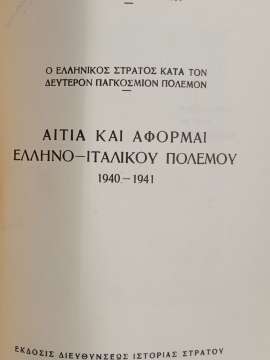 Ο ΕΛΛΗΝΙΚΟΣ ΣΤΡΑΤΟΣ ΚΑΤΑ ΤΟΝ
ΔΕΥΤΕΡΟΝ ΠΑΓΚΟΣΜΙΟΝ ΠΟΛΕΜΟΝ
ΑΙΤΙΑ ΚΑΙ ΑΦΟΡΜΑΙ
ΕΛΛΗΝΟ–ΙΤΑΛΙΚΟΥ ΠΟΛΕΜΟΥ
1940–1941
ΕΚΔΟΣΙΣ ΔΙΕΥΘΥΝΣΕΩΣ ΙΣΤΟΡΙΑΣ ΣΤΡΑΤΟΥ